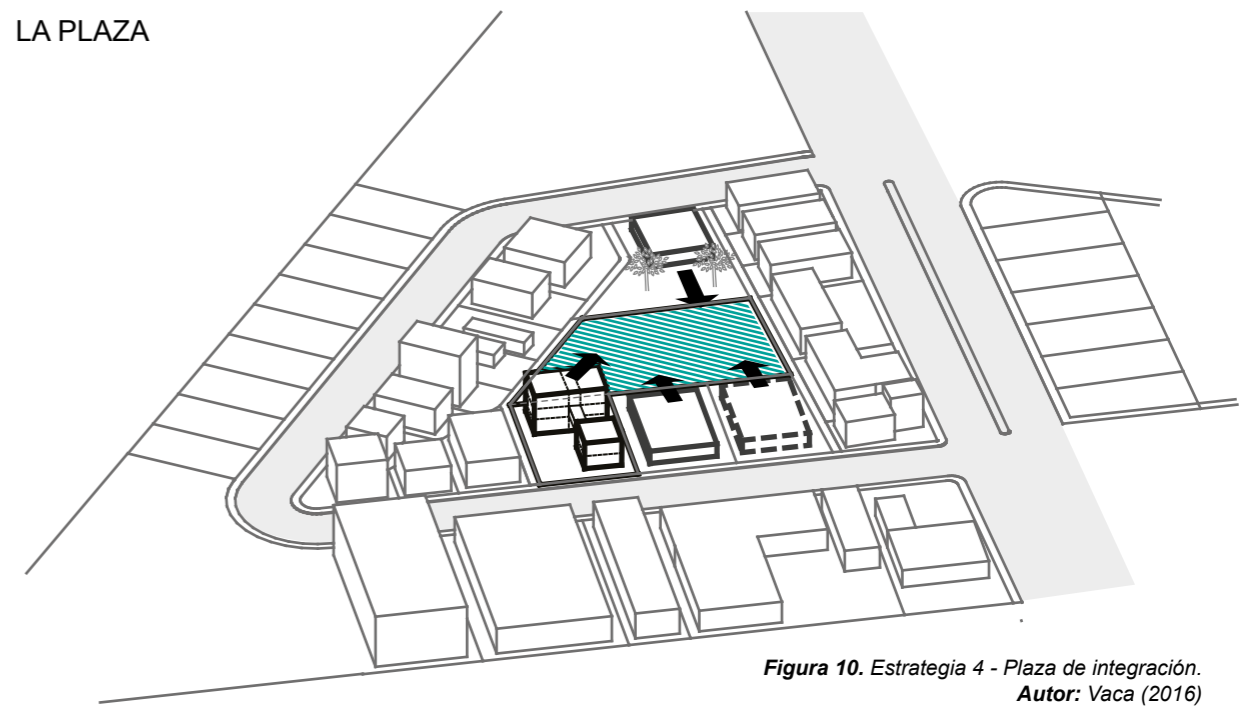 LA PLAZA
Figura 10. Estrategia 4 - Plaza de integración.
Autor: Vaca (2016)